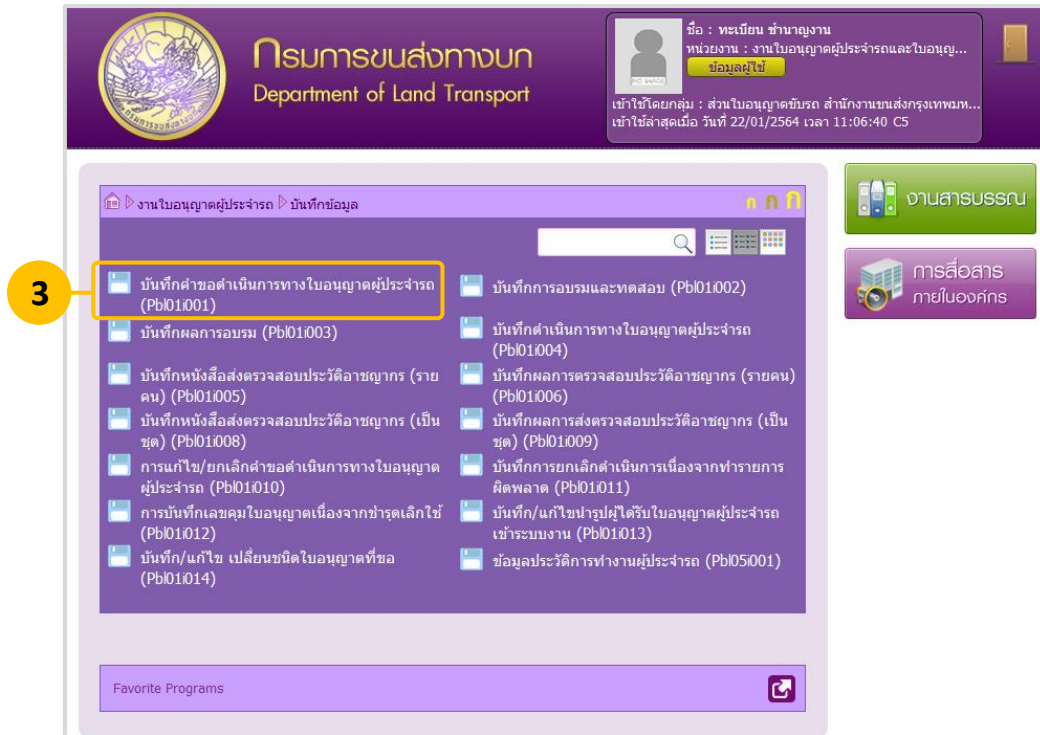 กรมการขนส่งทางบก
Department of Land Transport
ชื่อ : ทะเบียน ชำนาญงาน
หน่วยงาน : งานใบอนุญาตผู้ประจำรถและใบอนุญ...
ข้อมูลผู้ใช้
NO IMAGE
เข้าใช้โดยกลุ่ม : ส่วนใบอนุญาตขับรถ สำนักงานขนส่งกรุงเทพมห...
เข้าใช้ล่าสุดเมื่อ วันที่ 22/01/2564 เวลา 11:06:40 C5
งานใบอนุญาตผู้ประจำรถ บันทึกข้อมูล
ก ก ก
งานสารบรรณ
การสื่อสาร
ภายในองค์กร
3
บันทึกคำขอดำเนินการทางใบอนุญาตผู้ประจำรถ
(Pbl01i001)
บันทึกการอบรมและทดสอบ (Pbl01i002)
บันทึกผลการอบรม (Pbl01i003)
บันทึกดำเนินการทางใบอนุญาตผู้ประจำรถ
(Pbl01i004)
บันทึกหนังสือส่งตรวจสอบประวัติอาชญากร (ราย
คน) (Pbl01i005)
บันทึกผลการตรวจสอบประวัติอาชญากร (รายคน)
(Pbl01i006)
บันทึกหนังสือส่งตรวจสอบประวัติอาชญากร (เป็น
ชุด) (Pbl01i008)
บันทึกผลการส่งตรวจสอบประวัติอาชญากร (เป็น
ชุด) (Pbl01i009)
การแก้ไข/ยกเลิกคำขอดำเนินการทางใบอนุญาต
ผู้ประจำรถ (Pbl01i010)
บันทึกการยกเลิกดำเนินการเนื่องจากทำรายการ
ผิดพลาด (Pbl01i011)
การบันทึกเลขคุมใบอนุญาตเนื่องจากชำรุดเลิกใช้
(Pbl01i012)
บันทึก/แก้ไขนำรูปผู้ได้รับใบอนุญาตผู้ประจำรถ
เข้าระบบงาน (Pbl01i013)
บันทึก/แก้ไข เปลี่ยนชนิดใบอนุญาตที่ขอ
(Pbl01i014)
ข้อมูลประวัติการทำงานผู้ประจำรถ (Pbl05i001)
Favorite Programs